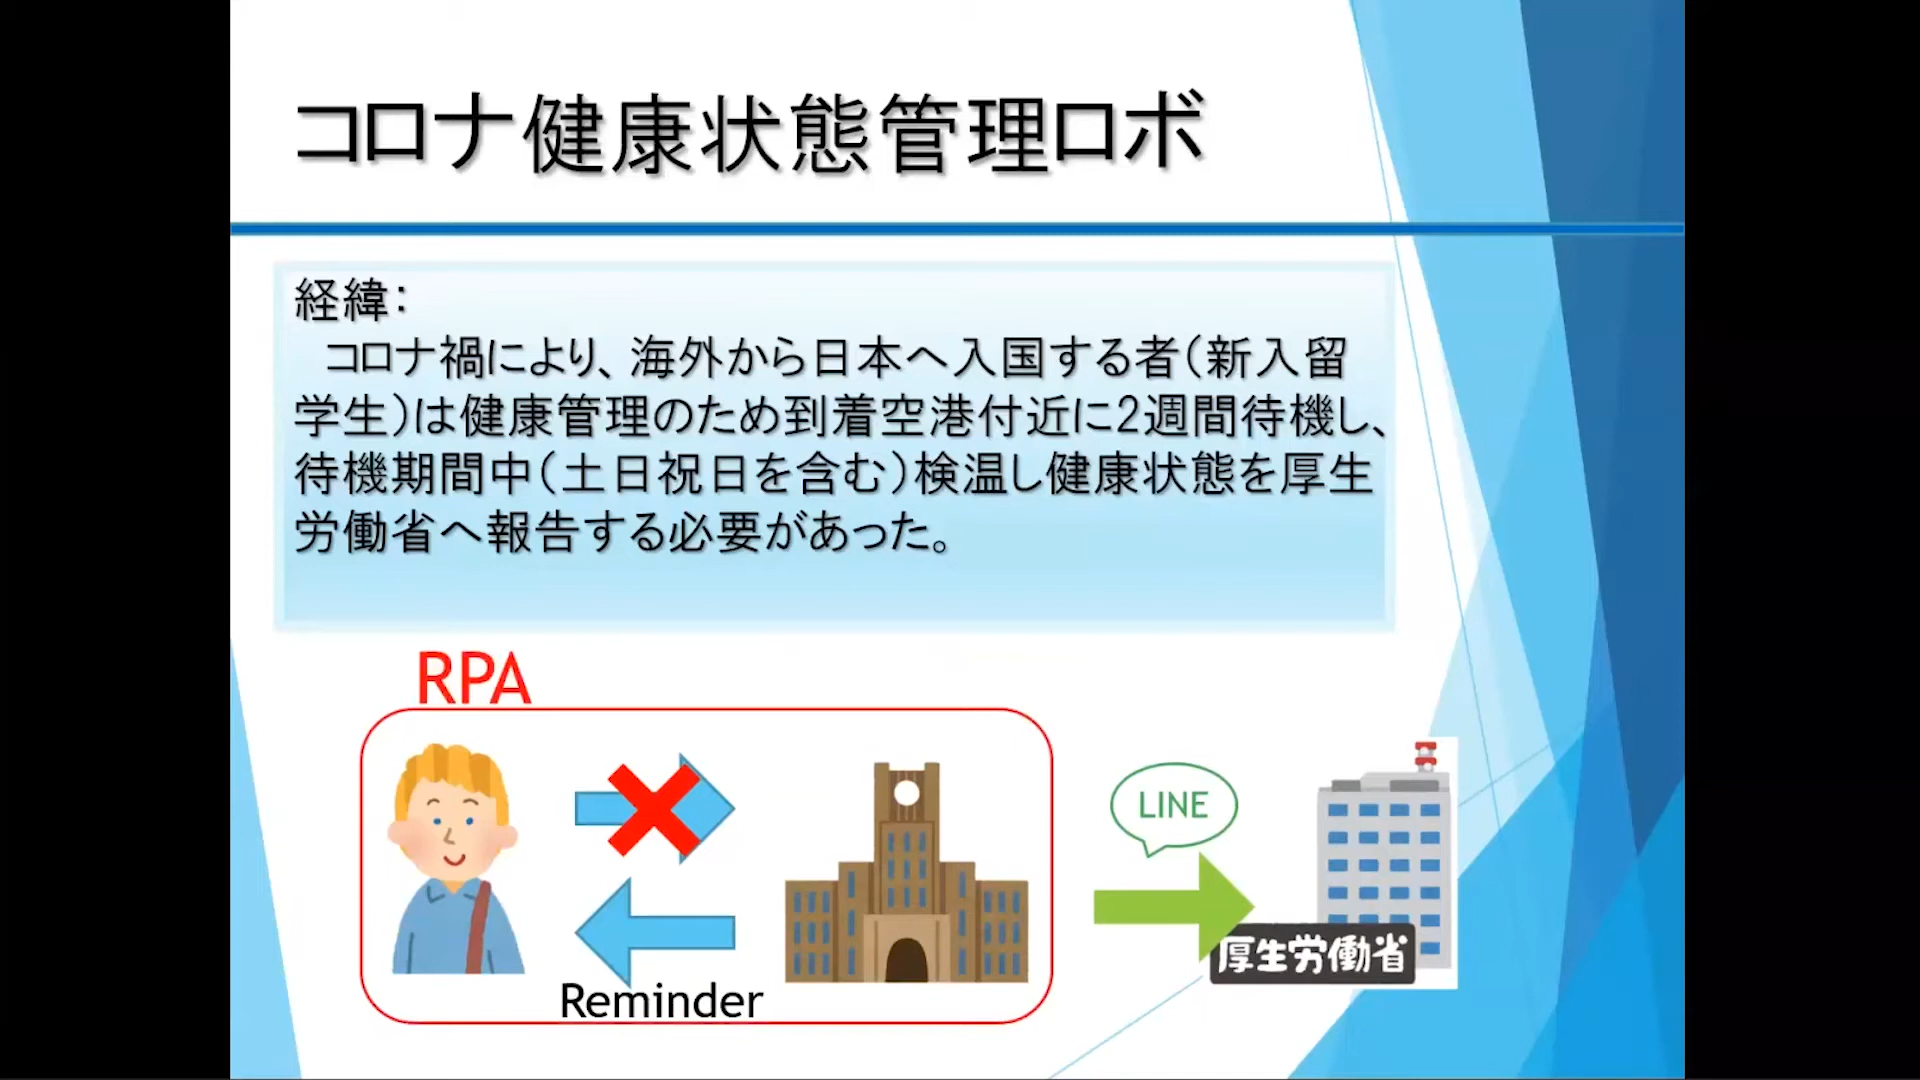 コロナ健康状態管理ロボ
経緯：
コロナ禍により、海外から日本へ入国する者（新入留
学生）は健康管理のため到着空港付近に2週間待機し、
待機期間中（土日祝日を含む）検温し健康状態を厚生
労働省へ報告する必要があった。
RPA
LINE
厚生労働省
Reminder